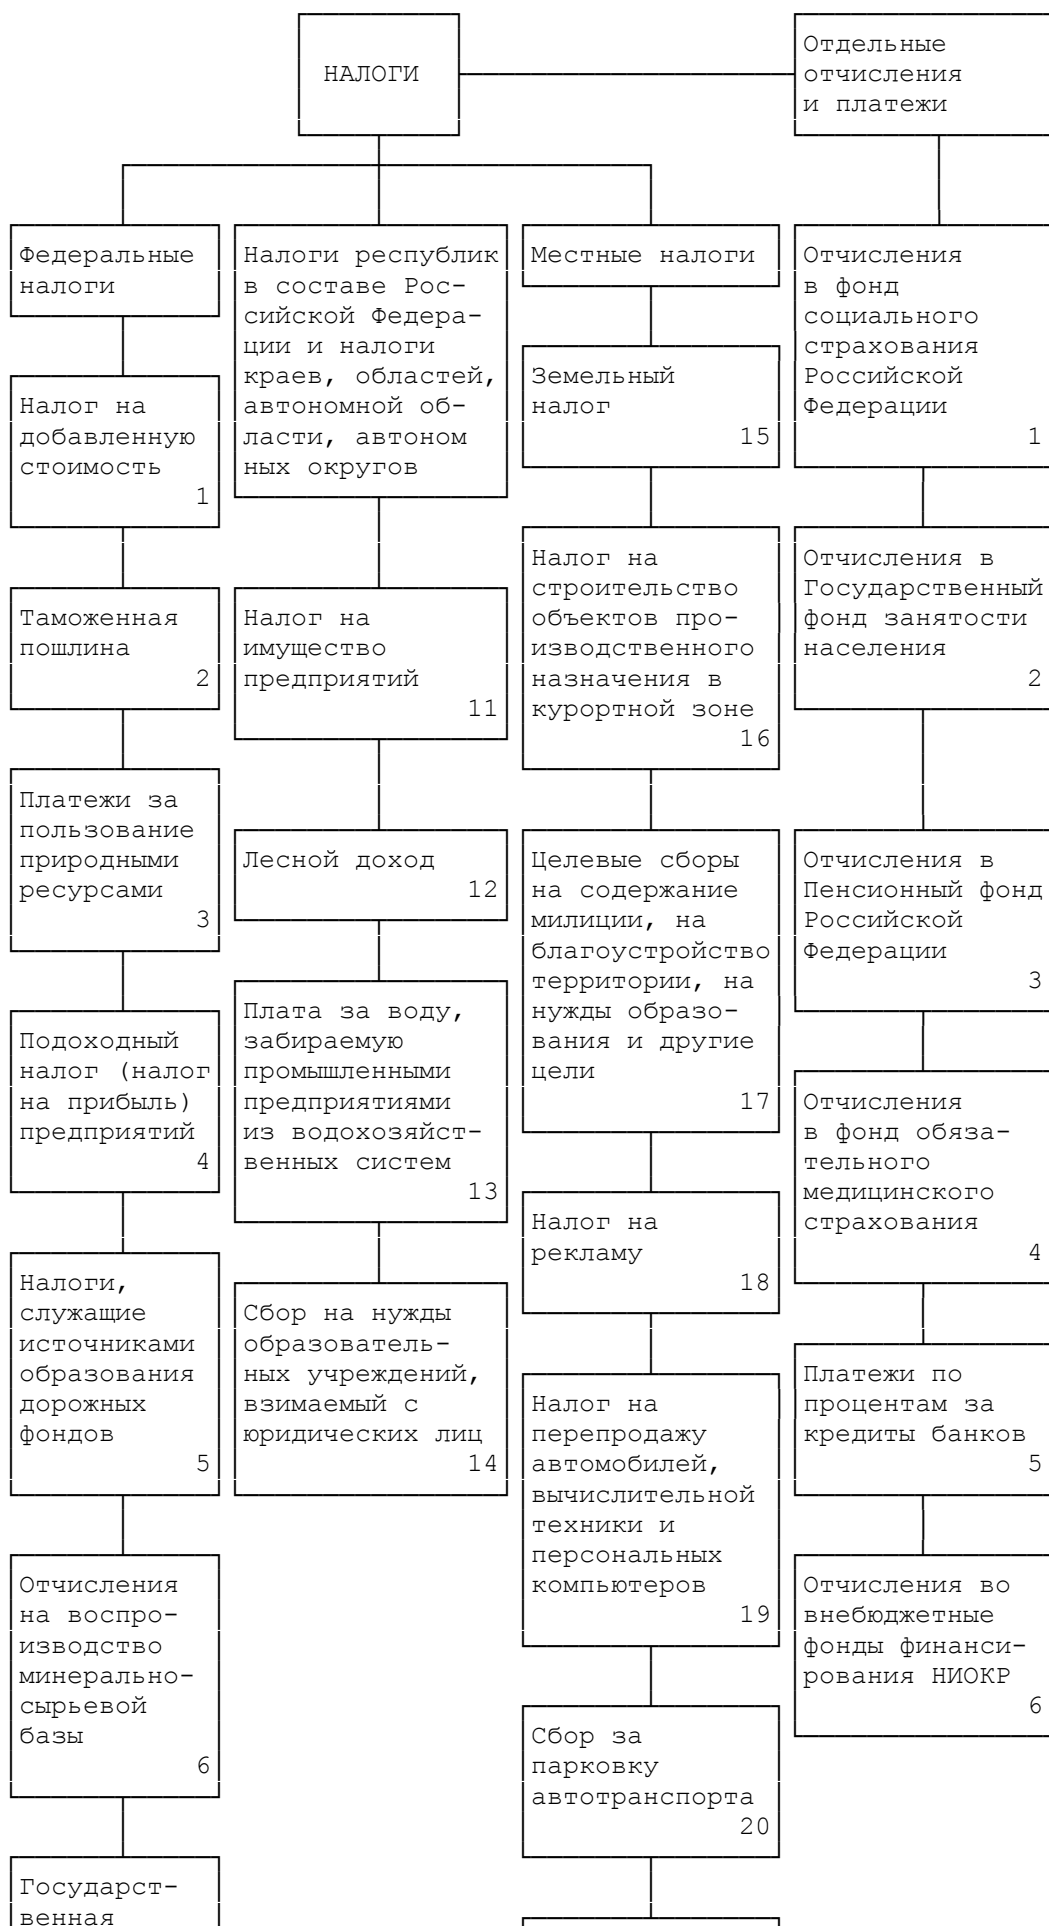 НАЛОГИ
Отдельные
отчисления
и платежи
Федеральные
налоги
Налог на
добавленную
стоимость
1
Таможенная
пошлина
2
Платежи за
пользование
природными
ресурсами
3
Подоходный
налог (налог
на прибыль)
предприятий
4
Налоги,
служащие
источниками
образования
дорожных
фондов
5
Отчисления
на воспро-
изводство
минерально-
сырьевой
базы
6
Государст-
венная
Налоги республик
в составе Рос-
сийской Федера-
ции и налоги
краев, областей,
автономной об-
ласти, автоном
ных округов
Налог на
имущество
предприятий
11
Лесной доход
12
Плата за воду,
забираемую
промышленными
предприятиями
из водохозяйст-
венных систем
13
Сбор на нужды
образователь-
ных учреждений,
взимаемый с
юридических лиц
14
Местные налоги
Земельный
налог
15
Налог на
строительство
объектов про-
изводственного
назначения в
курортной зоне
16
Целевые сборы
на содержание
милиции, на
благоустройство
территории, на
нужды образо-
вания и другие
цели
17
Налог на
рекламу
18
Налог на
перепродажу
автомобилей,
вычислительной
техники и
персональных
компьютеров
19
Сбор за
парковку
автотранспорта
20
Отчисления
в фонд
социального
страхования
Российской
Федерации
1
Отчисления в
Государственный
фонд занятости
населения
2
Отчисления в
Пенсионный фонд
Российской
Федерации
3
Отчисления
в фонд обяза-
тельного
медицинского
страхования
4
Платежи по
процентам за
кредиты банков
5
Отчисления во
внебюджетные
фонды финанси-
рования НИОКР
6